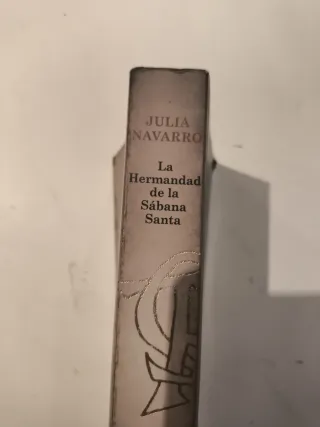 JULIA
NAVARRO
La
Hermandad
de la
Sábana
Santa